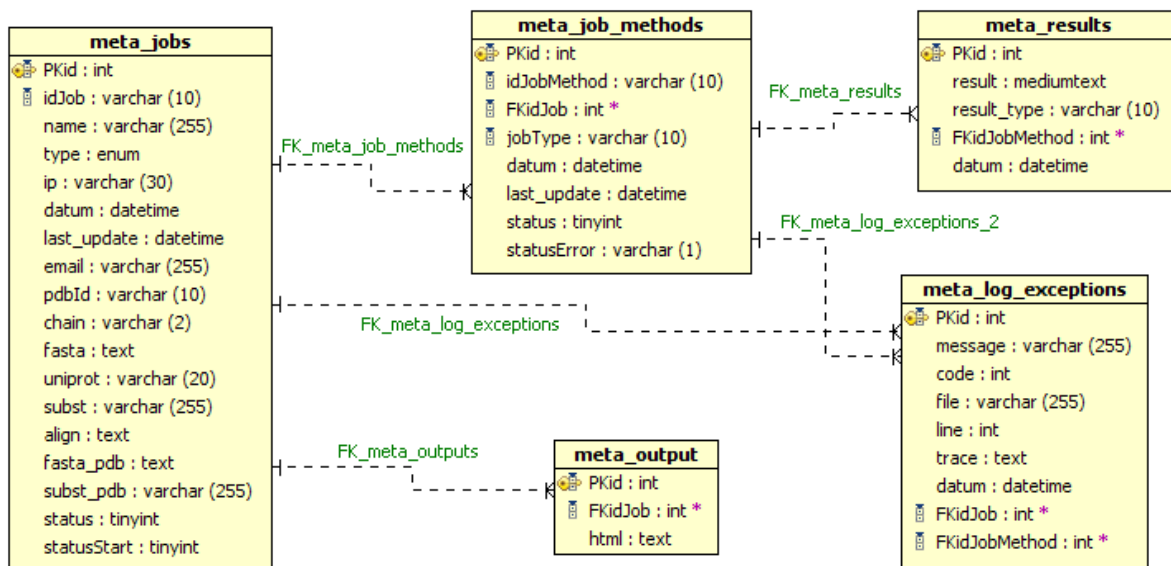 meta_jobs
PKid : int
idJob : varchar (10)
name : varchar (255)
type : enum
ip : varchar (30)
datum : datetime
last_update : datetime
email : varchar (255)
pdbId : varchar (10)
chain : varchar (2)
fasta : text
uniprot : varchar (20)
subst : varchar (255)
align : text
fasta_pdb : text
subst_pdb : varchar (255)
status : tinyint
statusStart : tinyint
FK_meta_job_methods
FK_meta_log_exceptions
FK_meta_outputs
meta_job_methods
PKid : int
idJobMethod : varchar (10)
FKidJob : int *
jobType : varchar (10)
datum : datetime
last_update : datetime
status : tinyint
statusError : varchar (1)
FK_meta_results
FK_meta_log_exceptions_2
meta_output
PKid : int
FKidJob : int *
html : text
meta_results
PKid : int
result : mediumtext
result_type : varchar (10)
FKidJobMethod : int *
datum : datetime
meta_log_exceptions
PKid : int
message : varchar (255)
code : int
file : varchar (255)
line : int
trace : text
datum : datetime
FKidJob : int *
FKidJobMethod : int *